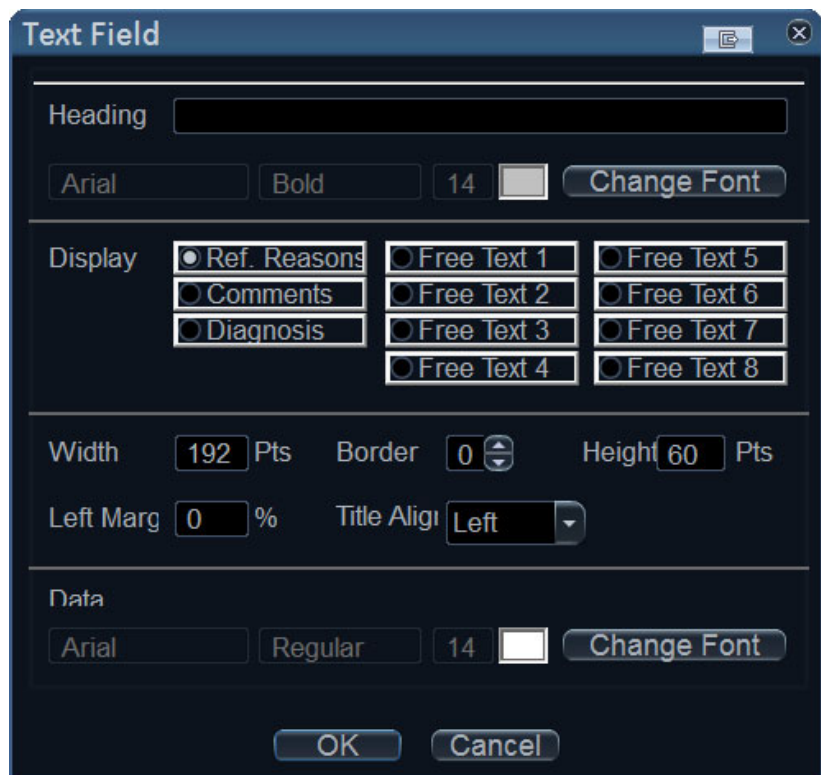 Text Field
Heading
Arial Bold 14 Change Font
Display Ref. Reasons Free Text 1 Free Text 5
Comments Free Text 2 Free Text 6
Diagnosis Free Text 3 Free Text 7
Free Text 4 Free Text 8
Width 192 Pts Border 0 Height 60 Pts
Left Marg 0 % Title Align Left
Data
Arial Regular 14 Change Font
OK Cancel